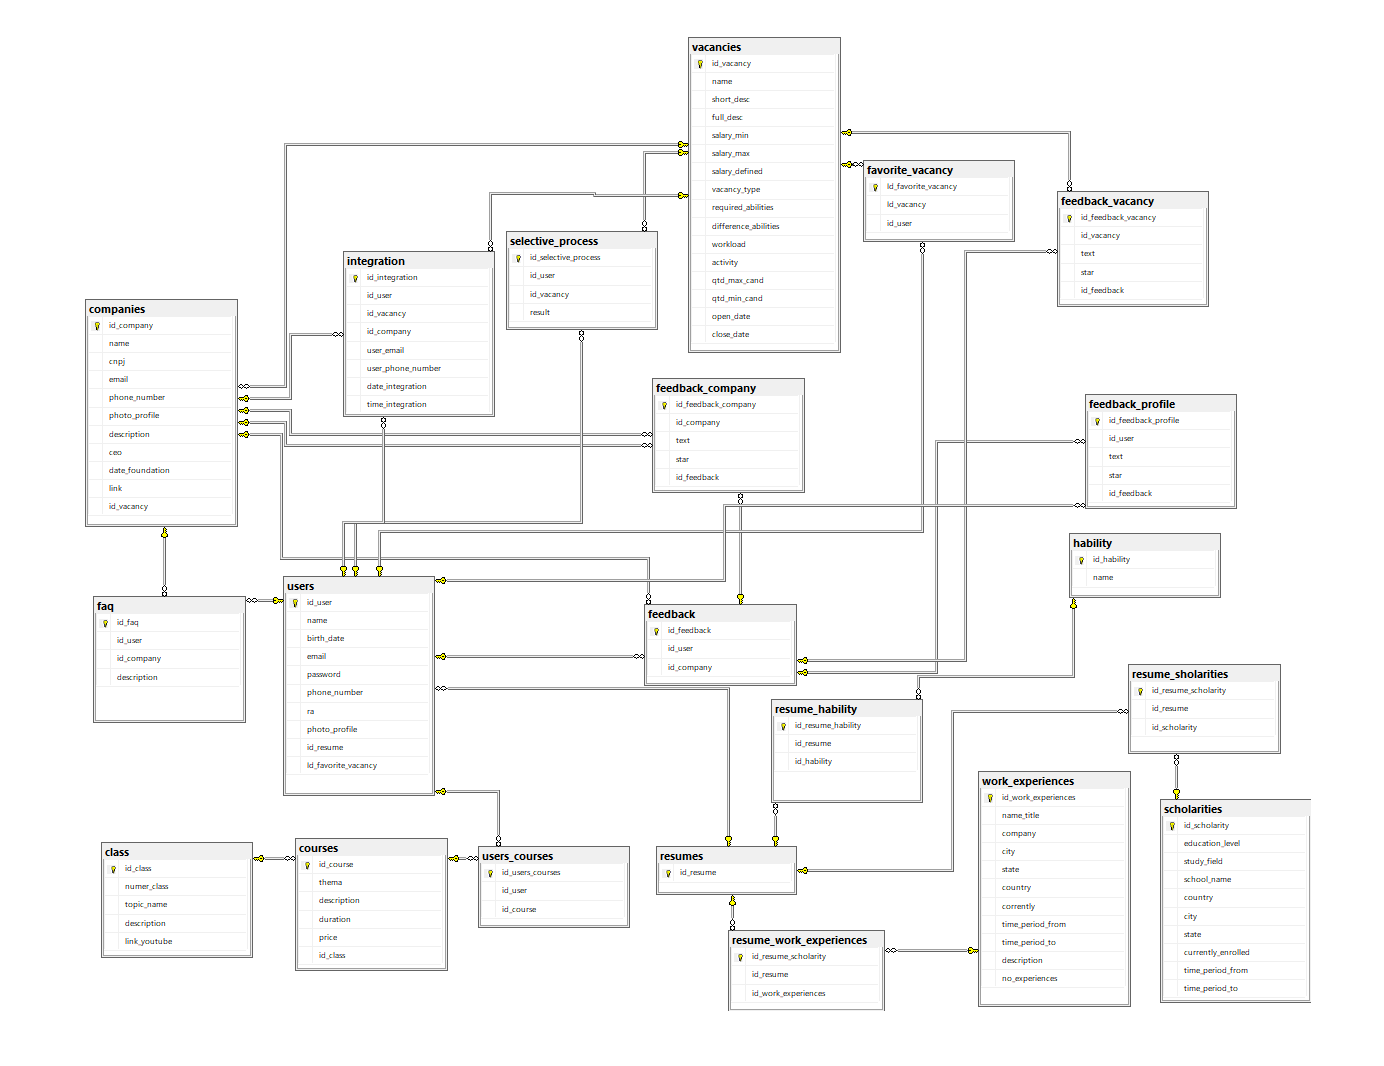 vacancies
id_vacancy
name
short_desc
full_desc
salary_min
salary_max
salary_defined
vacancy_type
required_abilities
difference_abilities
workload
activity
qtd_max_cand
qtd_min_cand
open_date
close_date
favorite_vacancy
Id_favorite_vacancy
Id_vacancy
id_user
feedback_vacancy
id_feedback_vacancy
id_vacancy
text
star
id_feedback
selective_process
id_selective_process
id_user
id_vacancy
result
integration
id_integration
id_user
id_vacancy
id_company
user_email
user_phone_number
date_integration
time_integration
companies
id_company
name
cnpj
email
phone_number
photo_profile
description
ceo
date_foundation
link
id_vacancy
feedback_company
id_feedback_company
id_company
text
star
id_feedback
feedback_profile
id_feedback_profile
id_user
text
star
id_feedback
hability
id_hability
name
faq
id_faq
id_user
id_company
description
users
id_user
name
birth_date
email
password
phone_number
ra
photo_profile
id_resume
Id_favorite_vacancy
feedback
id_feedback
id_user
id_company
resume_hability
id_resume_hability
id_resume
id_hability
resume_sholarities
id_resume_scholarity
id_resume
id_scholarity
work_experiences
id_work_experiences
name_title
company
city
state
country
corrently
time_period_from
time_period_to
description
no_experiences
scholarities
id_scholarity
education_level
study_field
school_name
country
city
state
currently_enrolled
time_period_from
time_period_to
class
id_class
numer_class
topic_name
description
link_youtube
courses
id_course
thema
description
duration
price
id_class
users_courses
id_users_courses
id_user
id_course
resumes
id_resume
resume_work_experiences
id_resume_scholarity
id_resume
id_work_experiences